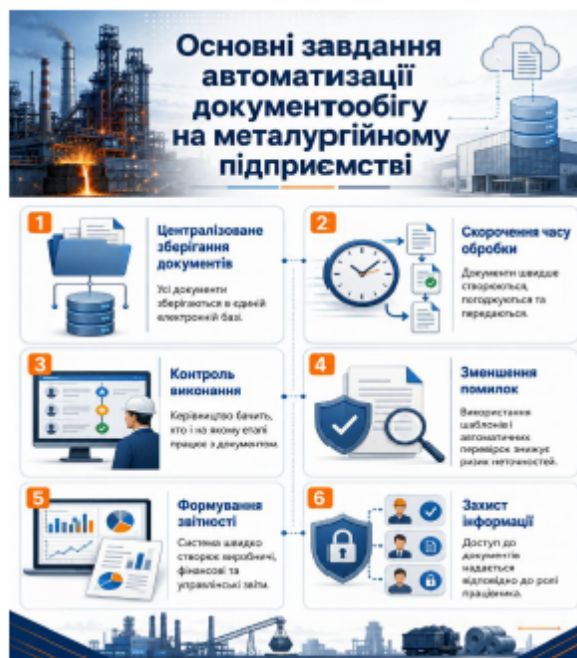 Основні завдання
автоматизації
документообігу
на металургійному
підприємстві
1
Централізоване
зберігання
документів
Усі документи
зберігаються в єдиній
електронній базі.
2
Скорочення часу
обробки
Документи швидше
створюються,
погоджуються та
передаються.
3
Контроль
виконання
Керівництво бачить,
хто і на якому етапі
працює з документом.
4
Зменшення
помилок
Використання
шаблонів і
автоматичних
перевірок знижує
ризик неточностей.
5
Формування
звітності
Система швидко
створює виробничі,
фінансові та
управлінські звіти.
6
Захист
інформації
Доступ до
документів
надається
відповідно до ролі
працівника.